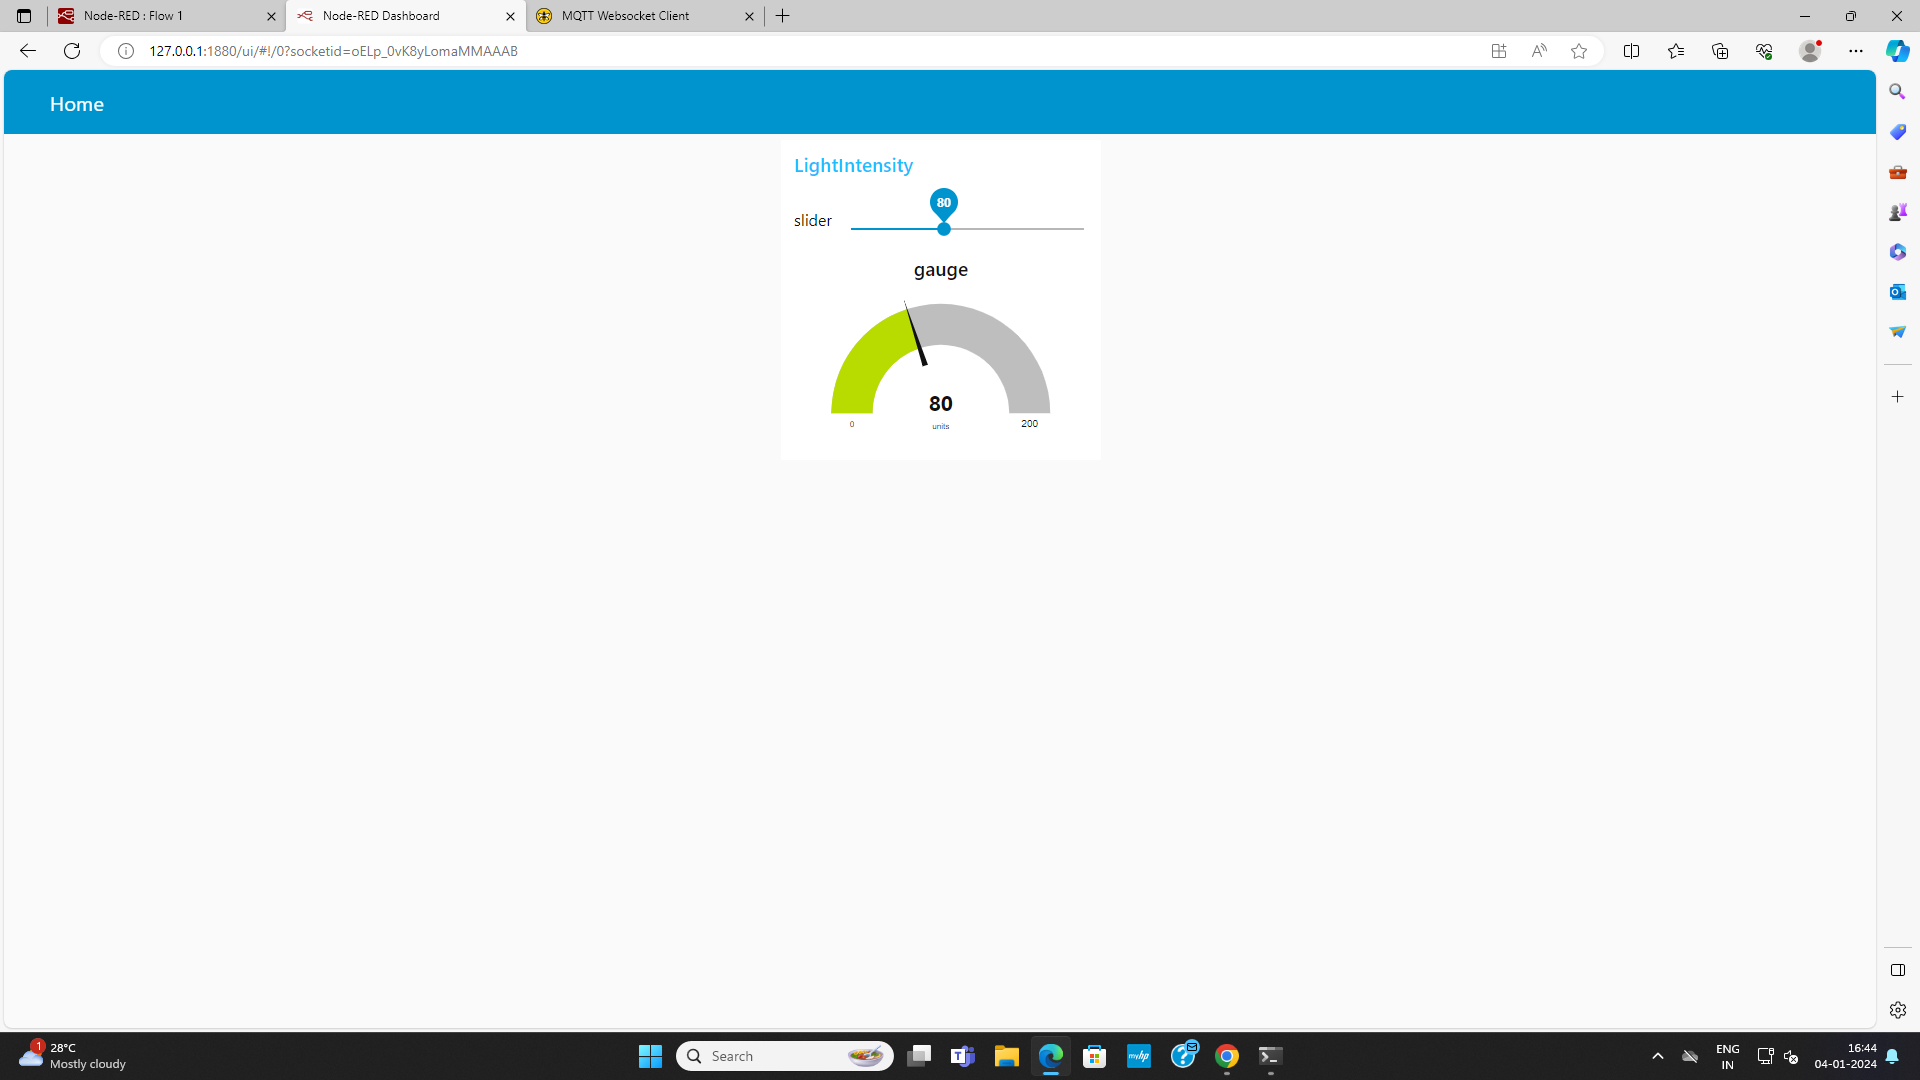 Node-RED : Flow 1
Node-RED Dashboard
MQTT Websocket Client
127.0.0.1:1880/ui/#!/0?socketid=oELp_0vK8yLomaMMAAAB
Home
LightIntensity
80
slider
gauge
80
0
units
200
1
28°C
Mostly cloudy
Search
myhp
ENG
IN
16:44
04-01-2024